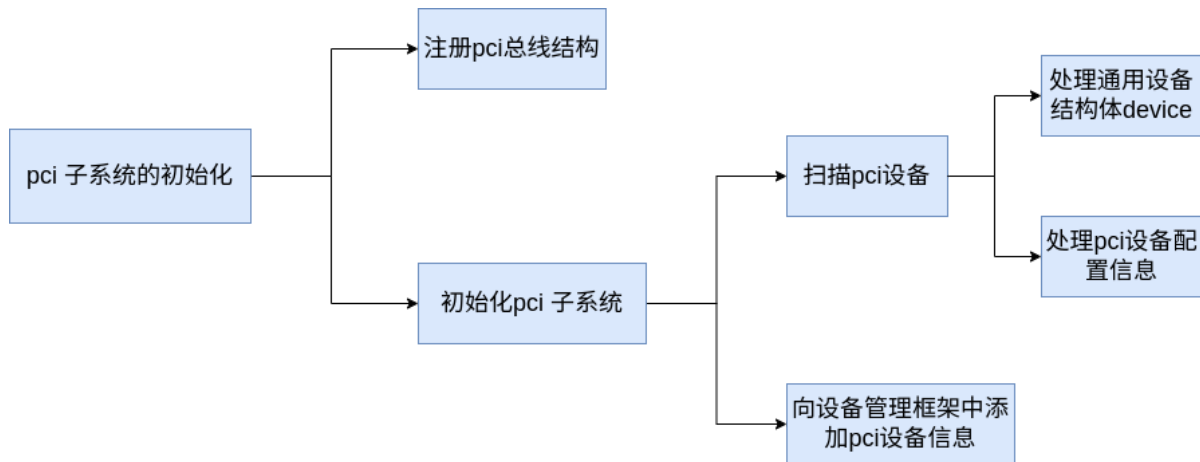 注册pci总线结构
pci 子系统的初始化
初始化pci 子系统
扫描pci设备
处理通用设备
结构体device
处理pci设备配
置信息
向设备管理框架中添
加pci设备信息